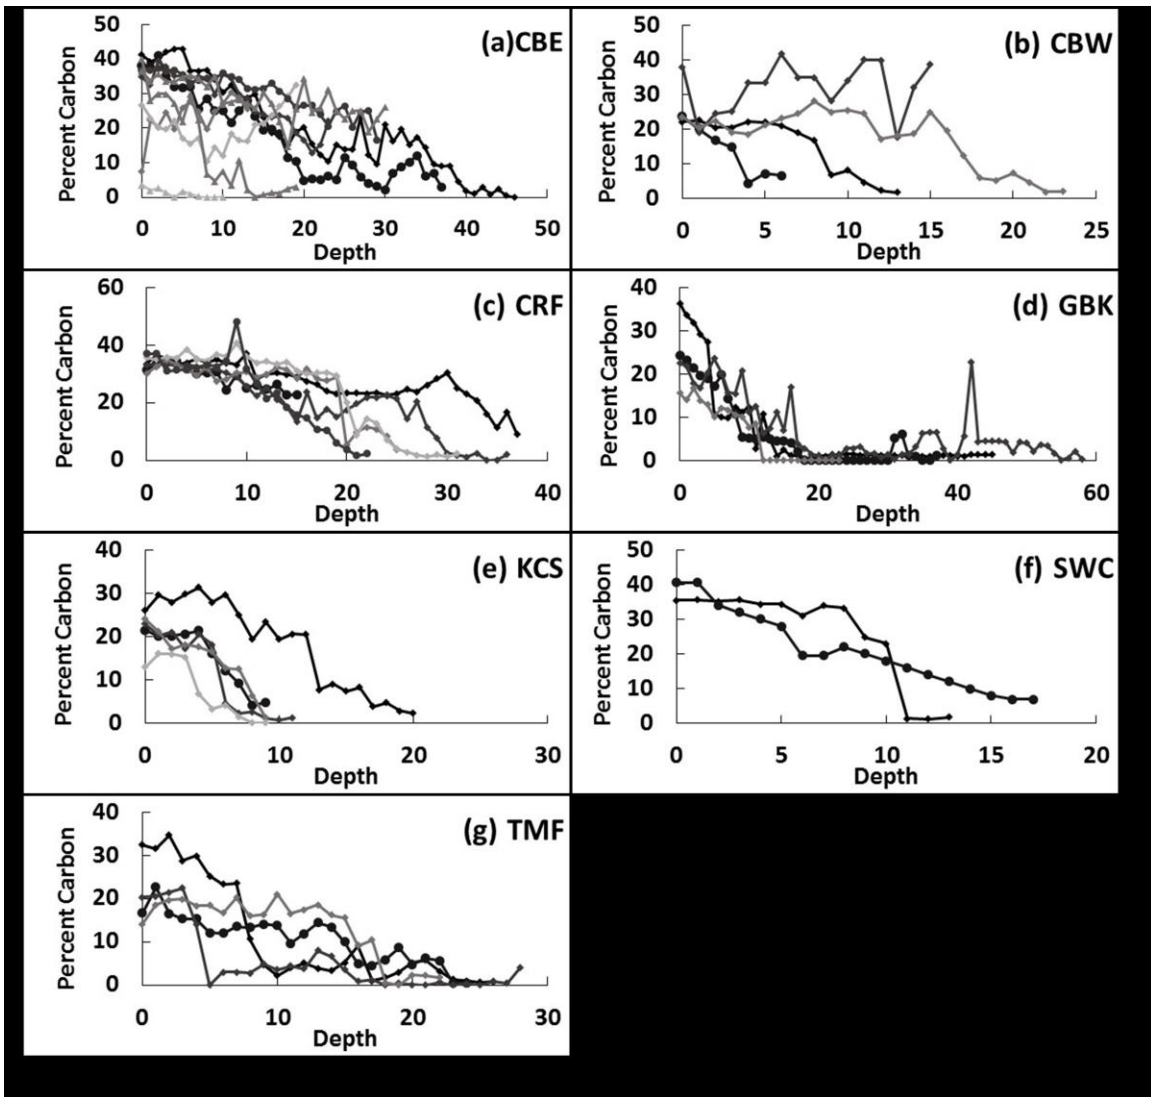 (a)CBE
Percent Carbon
50
40
30
20
10
0
0 10 20 30 40 50
Depth
(b) CBW
Percent Carbon
50
40
30
20
10
0
0 5 10 15 20 25
Depth
(c) CRF
Percent Carbon
60
40
20
0
0 10 20 30 40
Depth
(d) GBK
Percent Carbon
40
30
20
10
0
0 20 40 60
Depth
(e) KCS
Percent Carbon
40
30
20
10
0
0 10 20 30
Depth
(f) SWC
Percent Carbon
50
40
30
20
10
0
0 5 10 15 20
Depth
(g) TMF
Percent Carbon
40
30
20
10
0
0 10 20 30
Depth